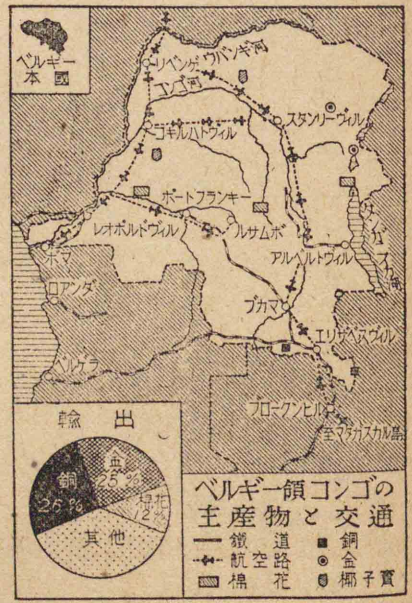 ベルギー
本國
リベンゲ
ウバンギ河
コンゴ河
スタンリーヴィル
コキルハトヴィル
ポートフランキー
レオポルトヴィル
ルサムボ
ボマ
アルベルトヴィル
ロアンダ
ブカマ
エリザベスヴィル
ベルゲラ
ブロークンヒル
至マダガスカル島
輸出
金
25%
銅
25%
棉花
12
其他
ベルギー領コンゴの
主産物と交通
鐵道
銅
航空路
金
棉花
椰子實